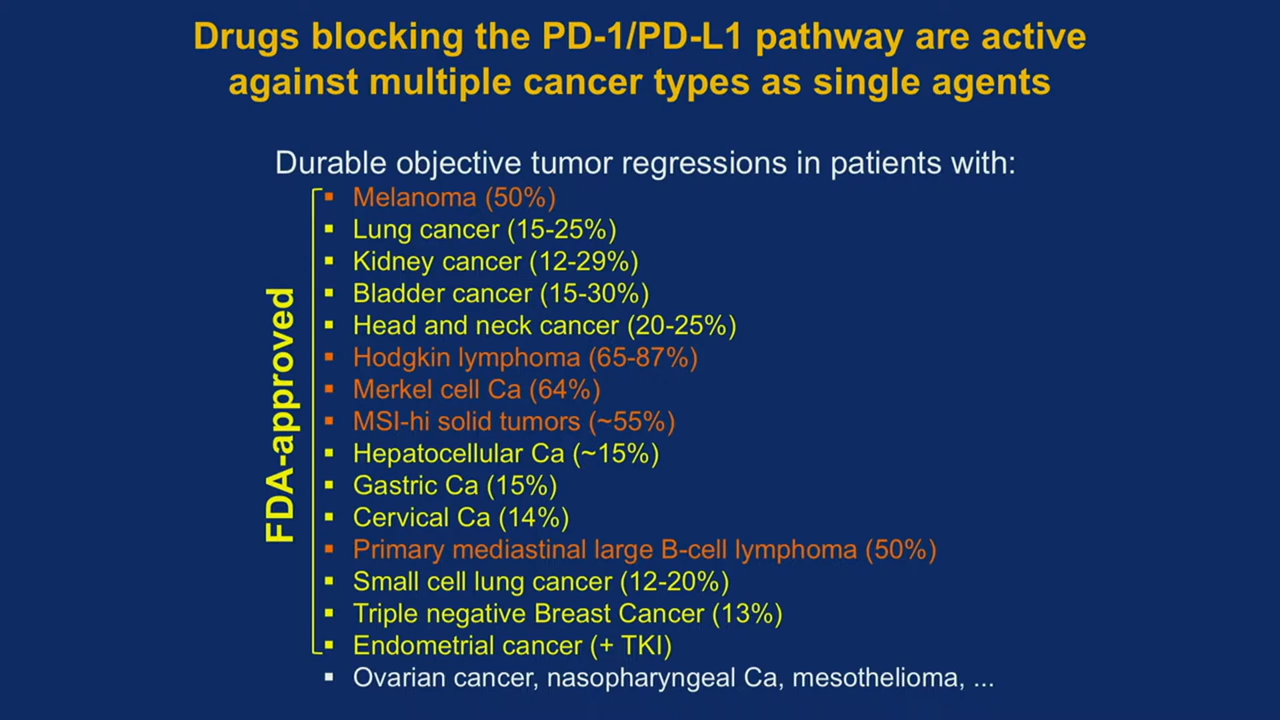 Drugs blocking the PD-1/PD-L1 pathway are active
against multiple cancer types as single agents
Durable objective tumor regressions in patients with:
FDA-approved
▪ Melanoma (50%)
▪ Lung cancer (15-25%)
▪ Kidney cancer (12-29%)
▪ Bladder cancer (15-30%)
▪ Head and neck cancer (20-25%)
▪ Hodgkin lymphoma (65-87%)
▪ Merkel cell Ca (64%)
▪ MSI-hi solid tumors (~55%)
▪ Hepatocellular Ca (~15%)
▪ Gastric Ca (15%)
▪ Cervical Ca (14%)
▪ Primary mediastinal large B-cell lymphoma (50%)
▪ Small cell lung cancer (12-20%)
▪ Triple negative Breast Cancer (13%)
▪ Endometrial cancer (+ TKI)
▪ Ovarian cancer, nasopharyngeal Ca, mesothelioma, ...